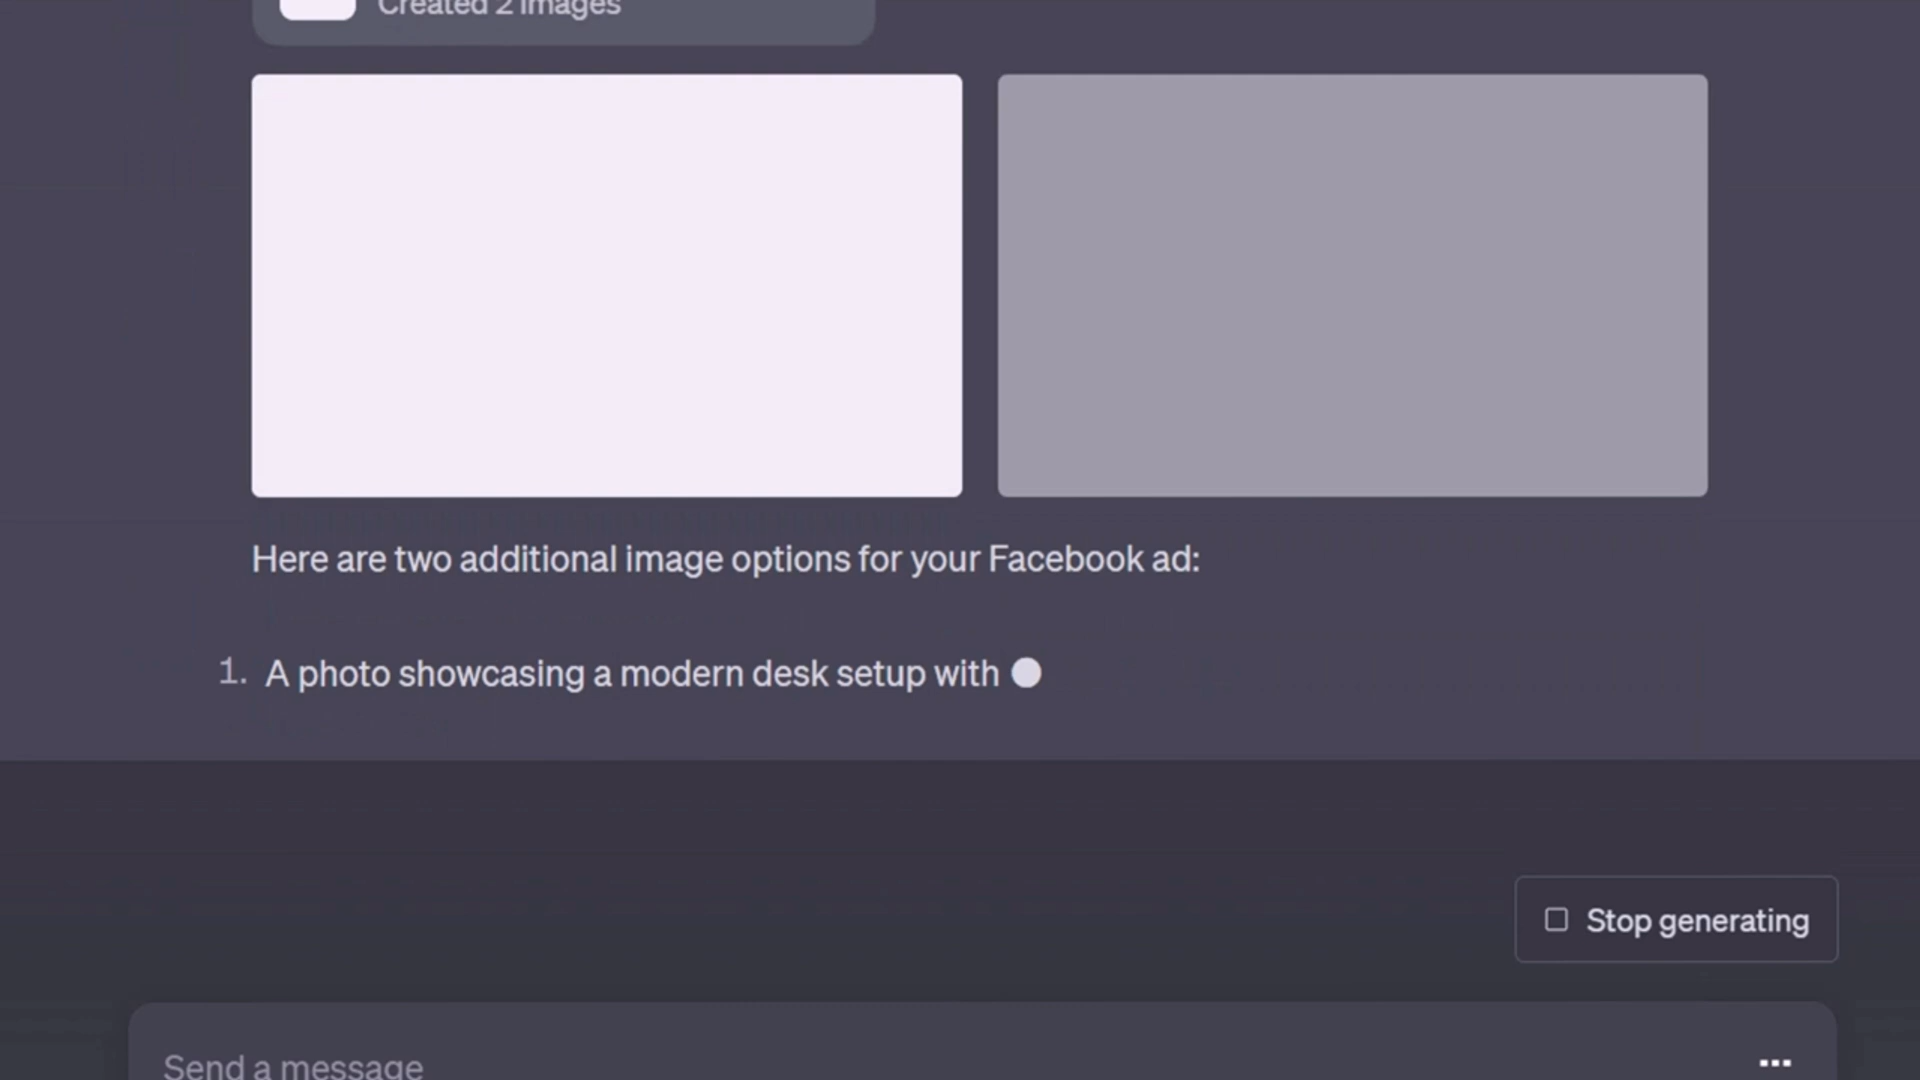 Created 2 images
Here are two additional image options for your Facebook ad:
1. A photo showcasing a modern desk setup with
Stop generating
Send a message